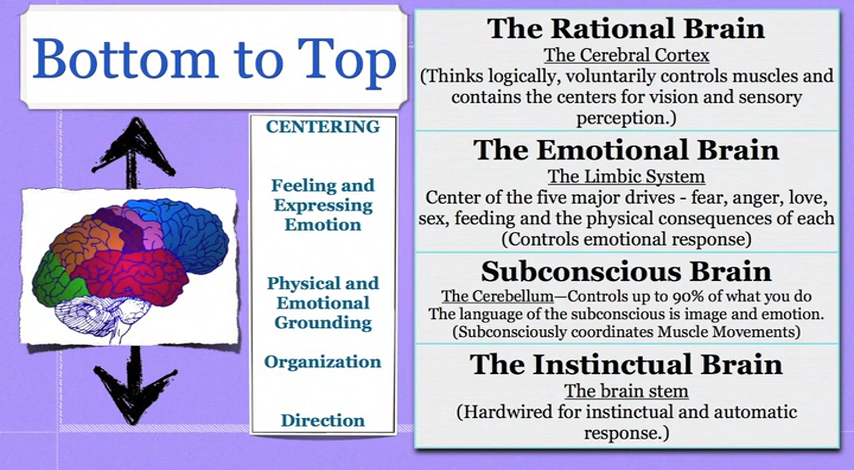 Bottom to Top
CENTERING
Feeling and
Expressing
Emotion
Physical and
Emotional
Grounding
Organization
Direction
The Rational Brain
The Cerebral Cortex
(Thinks logically, voluntarily controls muscles and
contains the centers for vision and sensory
perception.)
The Emotional Brain
The Limbic System
Center of the five major drives - fear, anger, love,
sex, feeding and the physical consequences of each
(Controls emotional response)
Subconscious Brain
The Cerebellum—Controls up to 90% of what you do
The language of the subconscious is image and emotion.
(Subconsciously coordinates Muscle Movements)
The Instinctual Brain
The brain stem
(Hardwired for instinctual and automatic
response.)